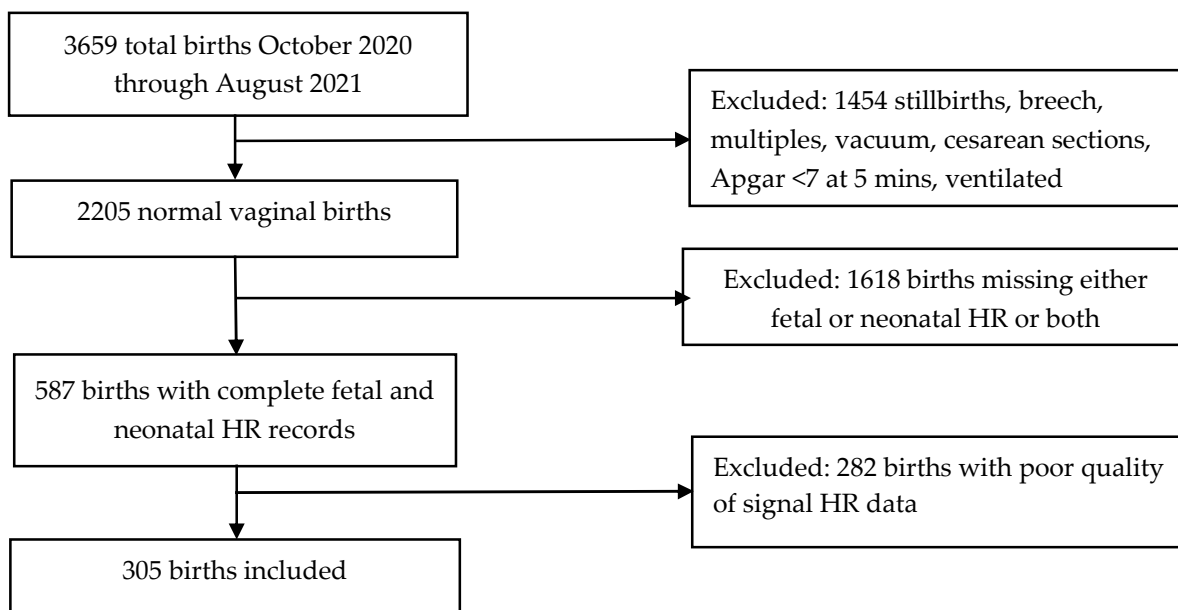 3659 total births October 2020
through August 2021
Excluded: 1454 stillbirths, breech,
multiples, vacuum, cesarean sections,
Apgar <7 at 5 mins, ventilated
2205 normal vaginal births
Excluded: 1618 births missing either
fetal or neonatal HR or both
587 births with complete fetal and
neonatal HR records
Excluded: 282 births with poor quality
of signal HR data
305 births included